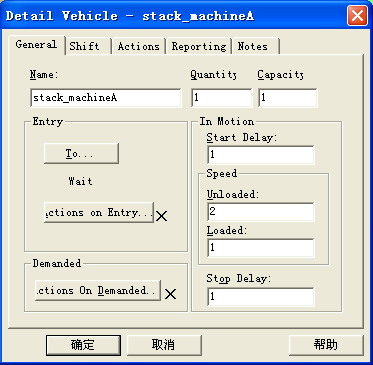 Detail Vehicle - stack_machineA
General Shift Actions Reporting Notes
Name: Quantity Capacity
stack_machineA 1 1
Entry
To...
Wait
ctions on Entry...
Demanded
ctions On Demanded..
In Motion
Start Delay:
1
Speed
Unloaded:
2
Loaded:
1
Stop Delay:
1
确定 取消 帮助